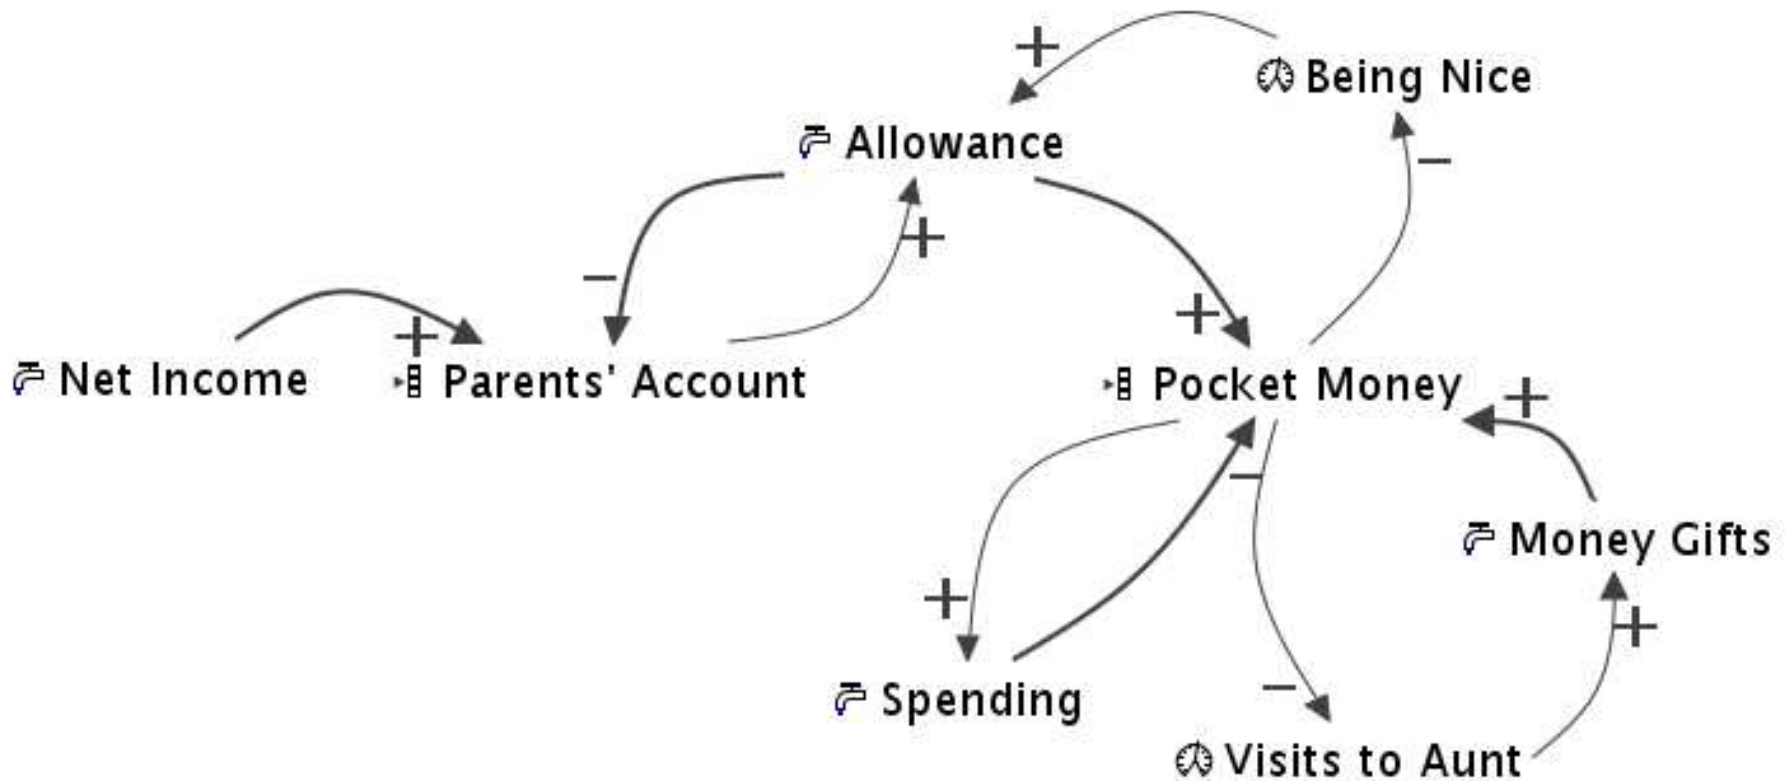 +
Being Nice
Allowance
−
+
−
+
+
Net Income
Parents' Account
Pocket Money
+
−
Money Gifts
+
+
−
Spending
Visits to Aunt